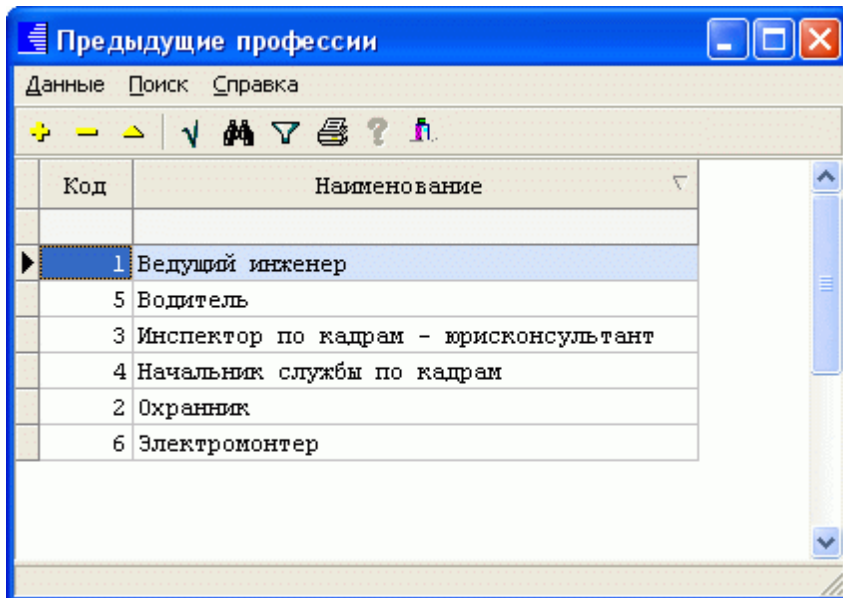 Предыдущие профессии
Данные Поиск Справка
Код Наименование
1 Ведущий инженер
5 Водитель
3 Инспектор по кадрам - юрисконсультант
4 Начальник службы по кадрам
2 Охранник
6 Электромонтер